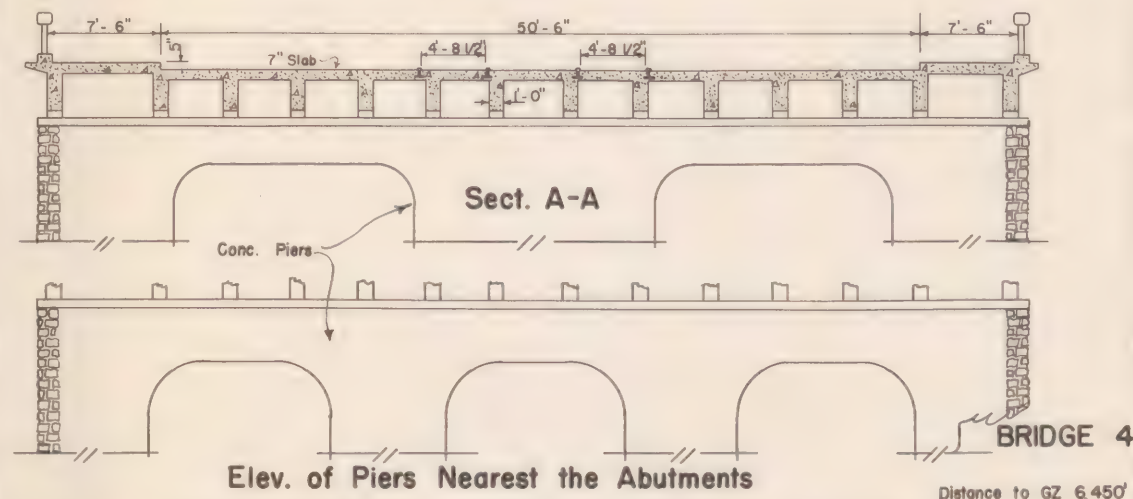 7'- 6" 50'- 6" 7'- 6"
5" 7" Slab 4'- 8 1/2" 4'- 8 1/2"
1'-0"
Sect. A-A
Conc. Piers
BRIDGE 4
Elev. of Piers Nearest the Abutments
Distance to GZ 6,450'